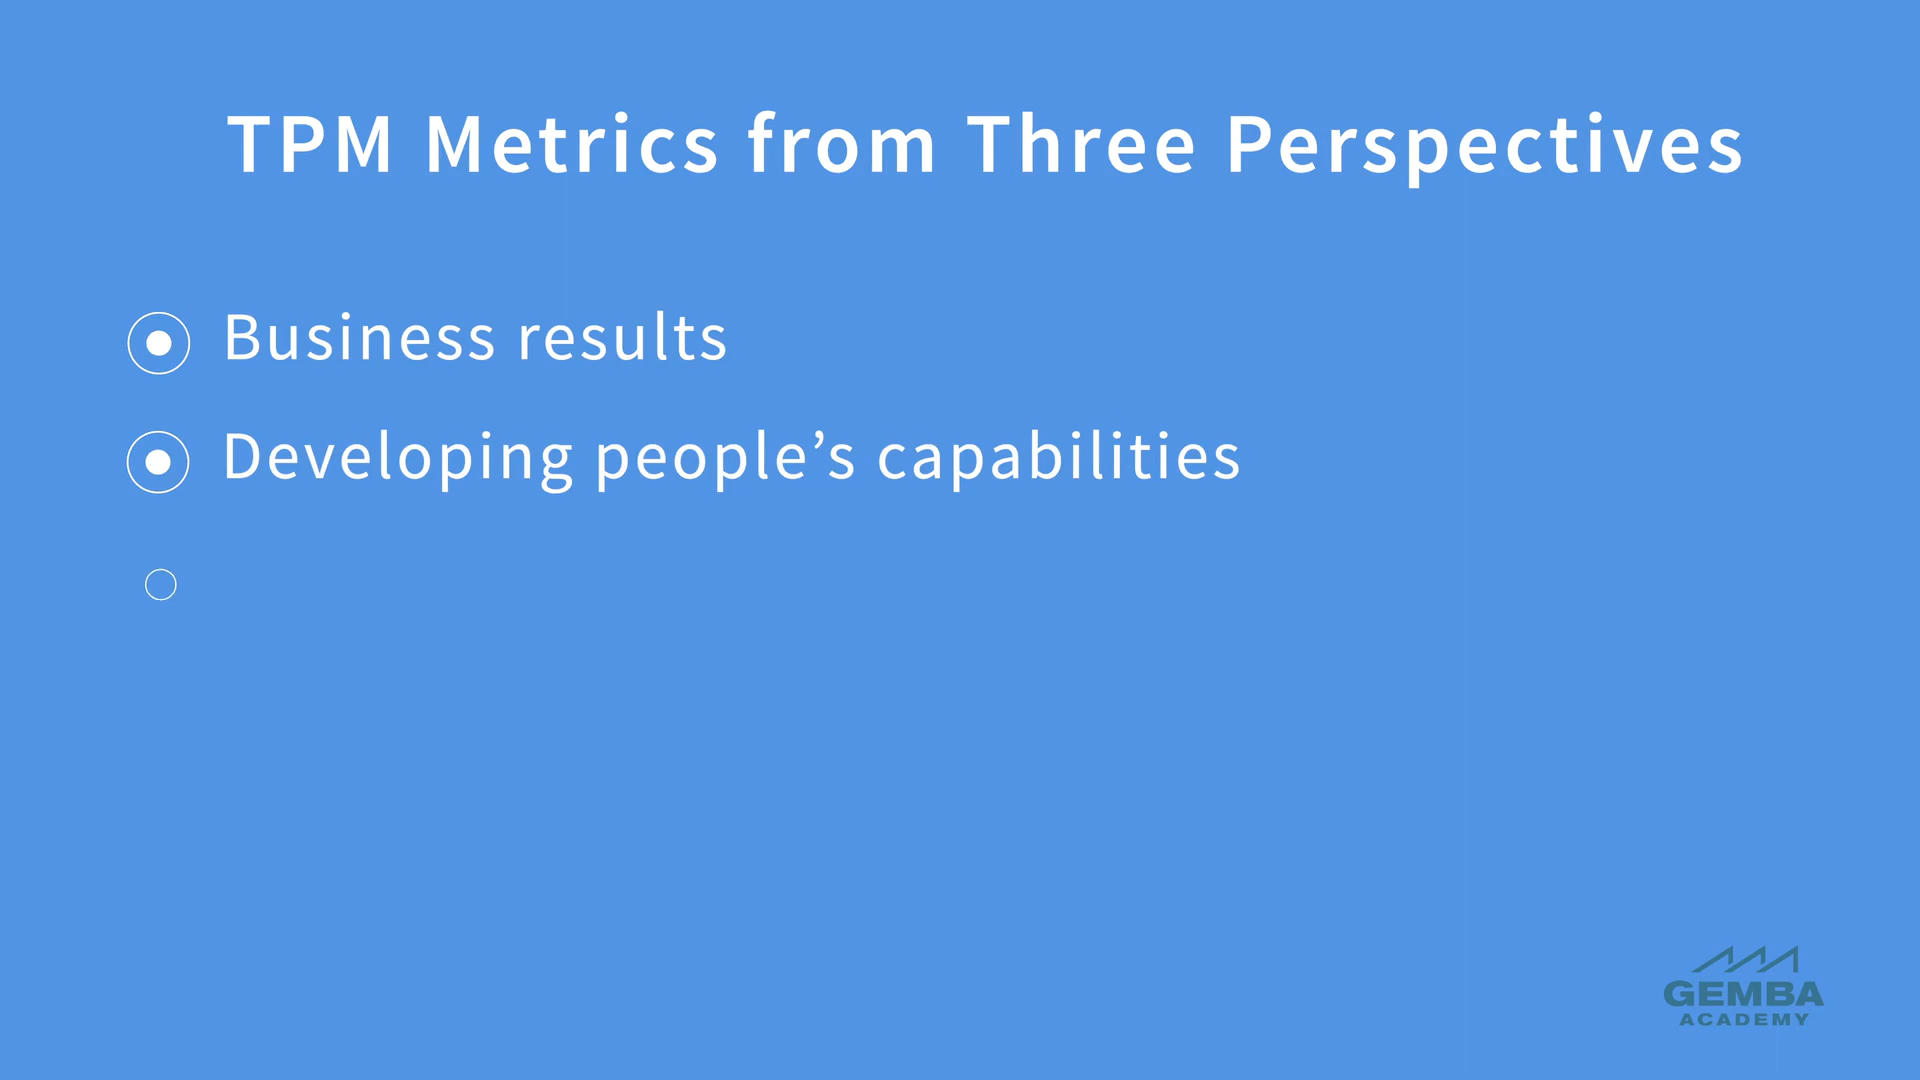 TPM Metrics from Three Perspectives
Business results
Developing people’s capabilities
GEMBA
ACADEMY